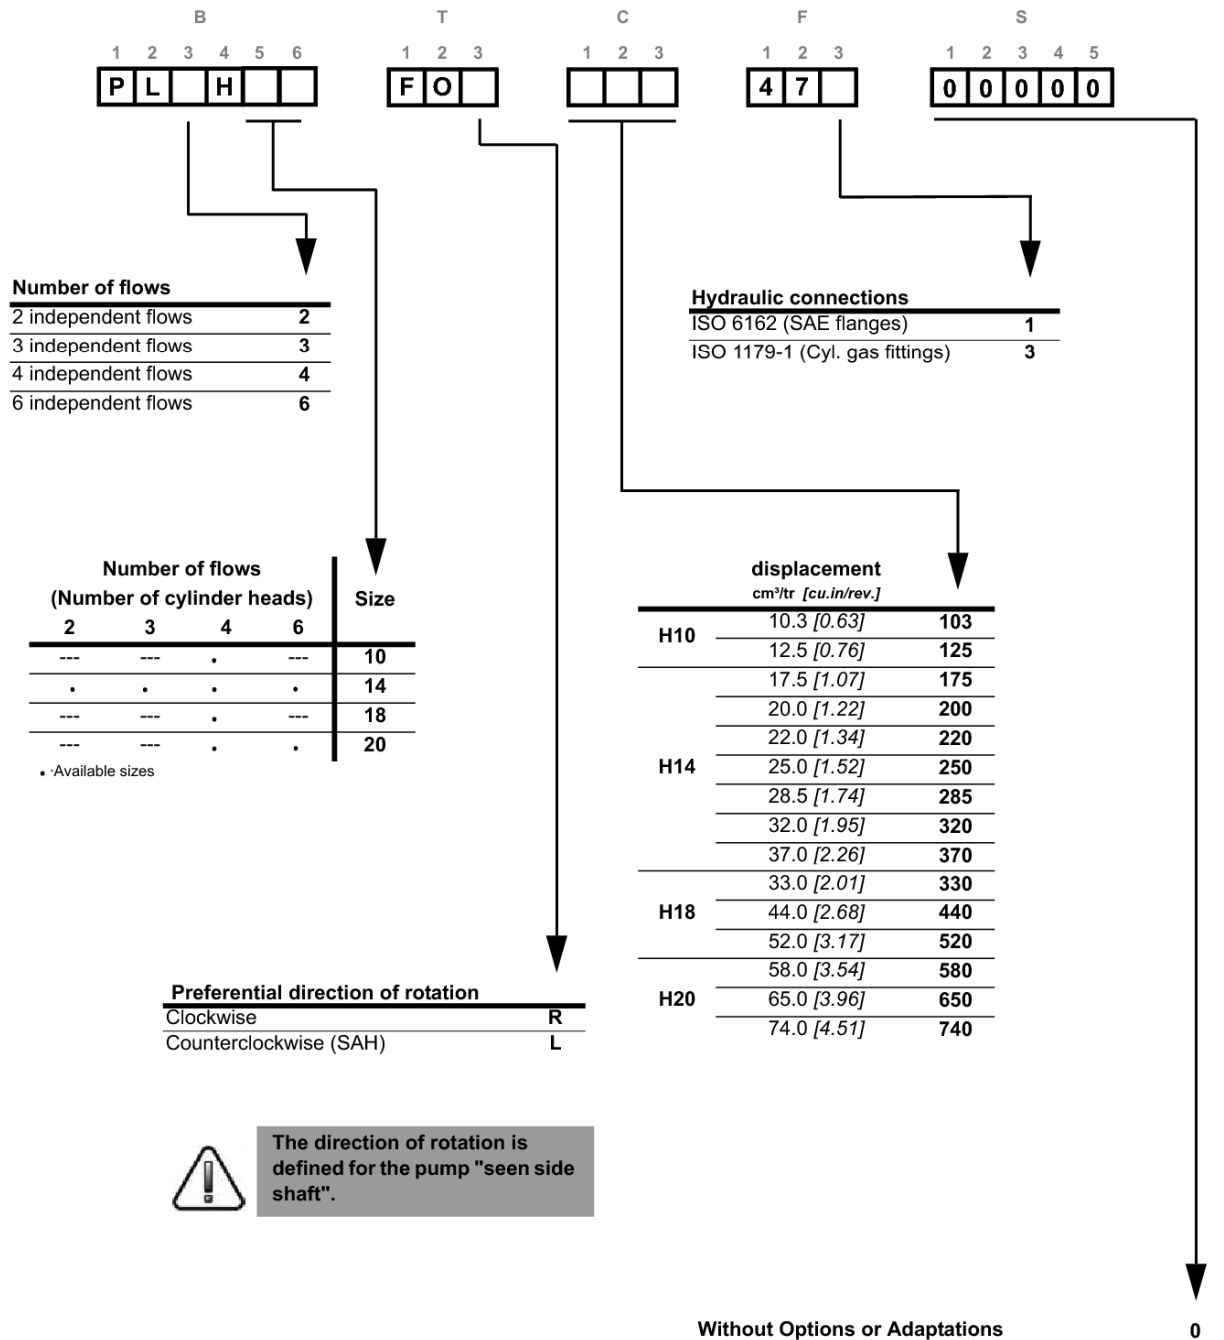 B T C F S
1 2 3 4 5 6 1 2 3 1 2 3 1 2 3 1 2 3 4 5
P L H F O 4 7 0 0 0 0 0
Number of flows
2 independent flows 2
3 independent flows 3
4 independent flows 4
6 independent flows 6
Hydraulic connections
ISO 6162 (SAE flanges) 1
ISO 1179-1 (Cyl. gas fittings) 3
Number of flows
(Number of cylinder heads) Size
2 3 4 6
--- --- • --- 10
• • • • 14
--- --- • --- 18
--- --- • • 20
• ·Available sizes
displacement
cm³/tr [cu.in/rev.]
H10
10.3 [0.63] 103
12.5 [0.76] 125
H14
17.5 [1.07] 175
20.0 [1.22] 200
22.0 [1.34] 220
25.0 [1.52] 250
28.5 [1.74] 285
32.0 [1.95] 320
37.0 [2.26] 370
H18
33.0 [2.01] 330
44.0 [2.68] 440
52.0 [3.17] 520
H20
58.0 [3.54] 580
65.0 [3.96] 650
74.0 [4.51] 740
Preferential direction of rotation
Clockwise R
Counterclockwise (SAH) L
The direction of rotation is
defined for the pump "seen side
shaft".
Without Options or Adaptations 0